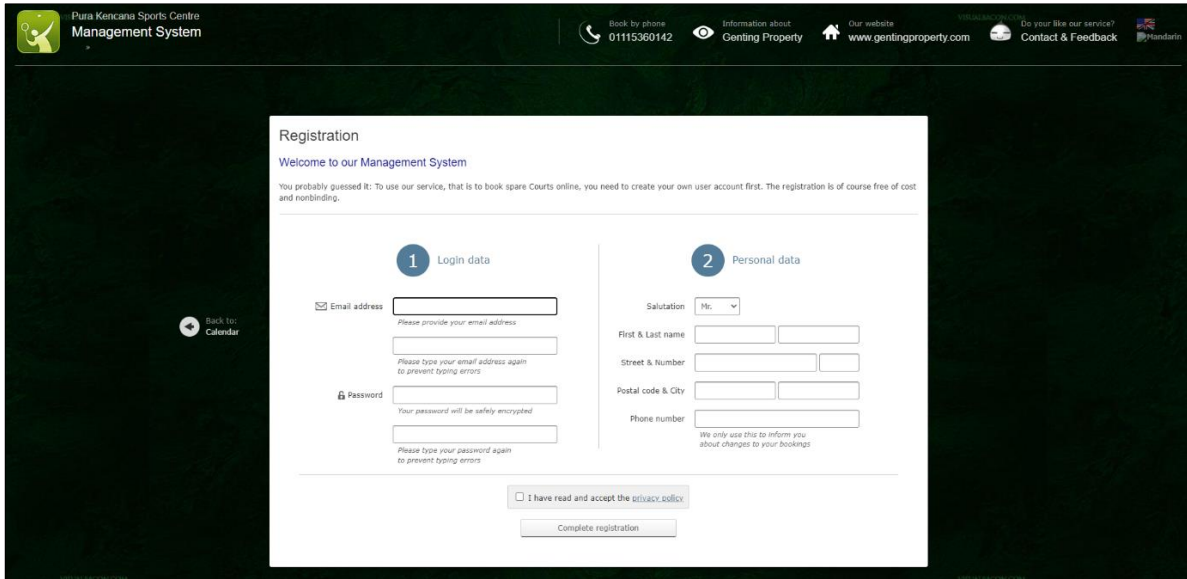 Pura Kencana Sports Centre
Management System
Book by phone
01115360142
Information about
Genting Property
Our website
www.gentingproperty.com
VISUALBACON.COM
Do your like our service?
Contact & Feedback
Mandarin
Registration
Welcome to our Management System
You probably guessed it: To use our service, that is to book spare Courts online, you need to create your own user account first. The registration is of course free of cost
and nonbinding.
1 Login data
Email address
Please provide your email address
Please type your email address again
to prevent typing errors
Password
Your password will be safely encrypted
Please type your password again
to prevent typing errors
2 Personal data
Salutation Mr.
First & Last name
Street & Number
Postal code & City
Phone number
We only use this to inform you
about changes to your bookings
Back to:
Calendar
I have read and accept the privacy policy
Complete registration